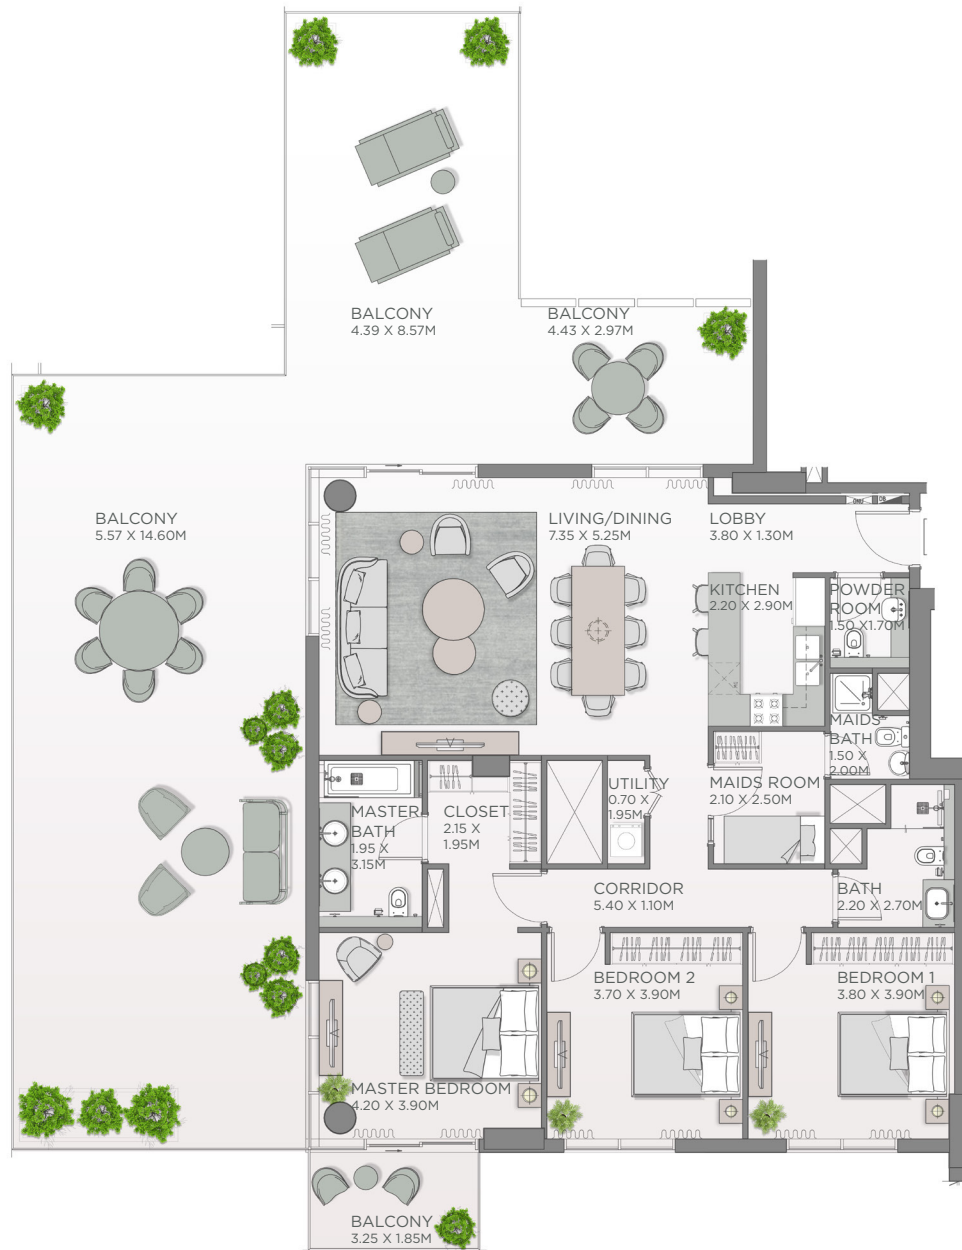 BALCONY
4.39 X 8.57M
BALCONY
4.43 X 2.97M
BALCONY
5.57 X 14.60M
LIVING/DINING
7.35 X 5.25M
LOBBY
3.80 X 1.30M
DB
KITCHEN
2.20 X 2.90M
POWDER
ROOM
1.50 X1.70M
MAIDS
BATH
1.50 X
2.00M
MAIDS ROOM
2.10 X 2.50M
UTILITY
0.70 X
1.95M
CLOSET
2.15 X
1.95M
MASTER
BATH
1.95 X
3.15M
CORRIDOR
5.40 X 1.10M
BATH
2.20 X 2.70M
BEDROOM 2
3.70 X 3.90M
BEDROOM 1
3.80 X 3.90M
MASTER BEDROOM
4.20 X 3.90M
BALCONY
3.25 X 1.85M